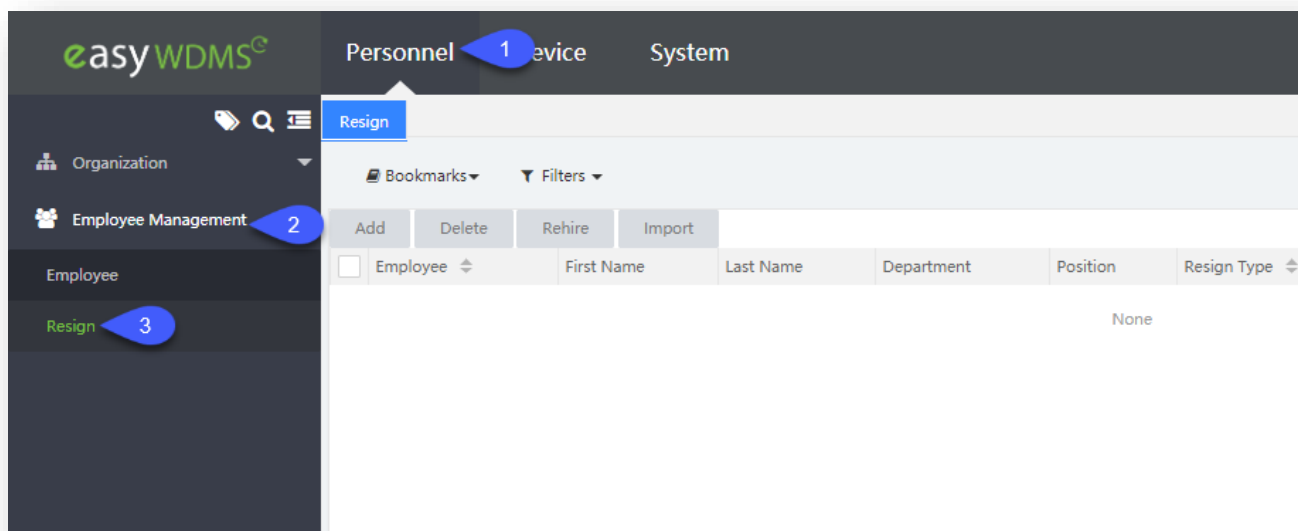 easy WDMS
Personnel 1 evice System
Resign
Organization
Bookmarks Filters
Employee Management 2
Add Delete Rehire Import
Employee First Name Last Name Department Position Resign Type
Employee
None
Resign 3